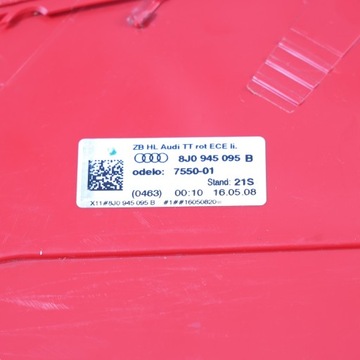 ZB HL Audi TT rot ECE li.
8J0 945 095 B
odelo: 7550-01
Stand: 21S
(0463) 00:10 16.05.08
X11#8J0 945 095 B #1##16050820=